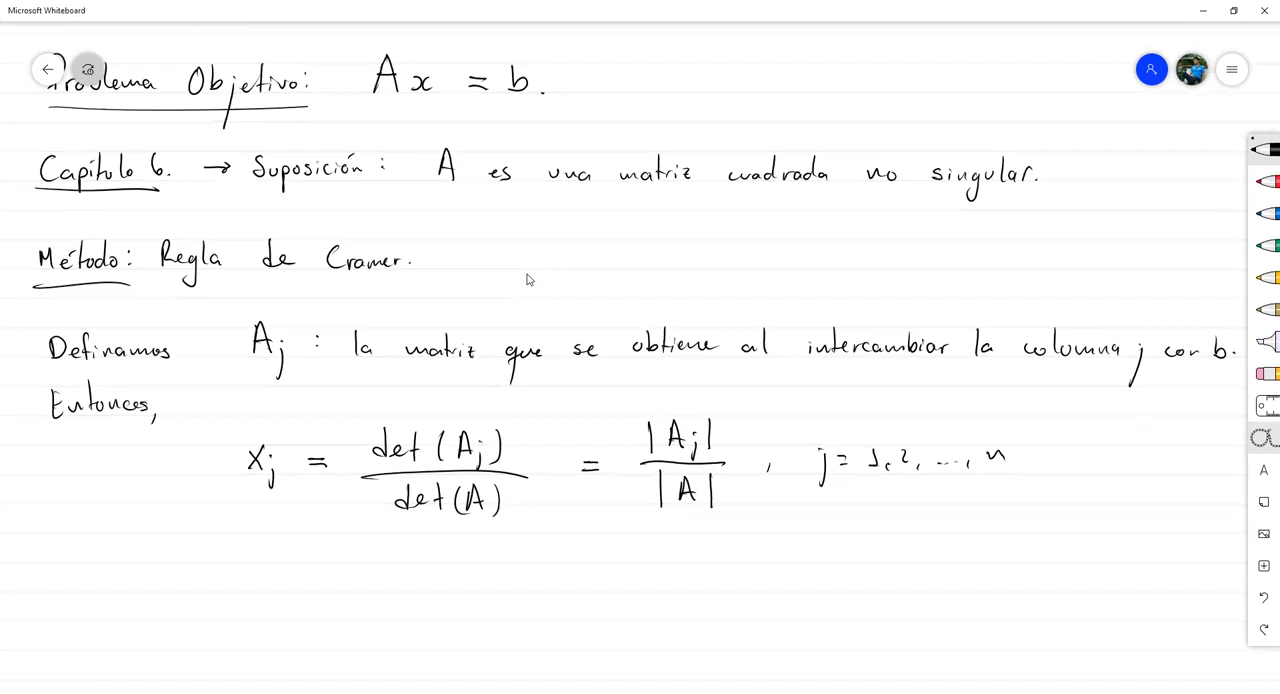 Microsoft Whiteboard
Problema Objetivo: Ax = b.
Capítulo 6. → Suposición: A es una matriz cuadrada no singular.
Método: Regla de Cramer.
Definamos Aj : la matriz que se obtiene al intercambiar la columna j con b.
Entonces,
xj = det(Aj) / det(A) = |Aj| / |A| , j = 1, 2, ..., n
A